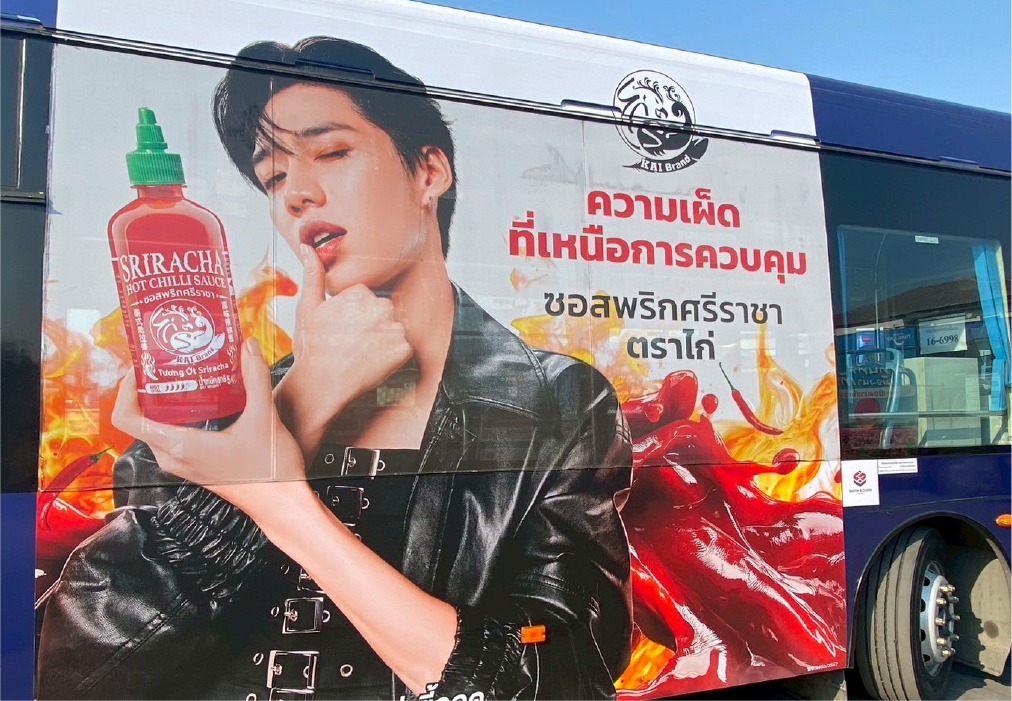 KAI Brand
ความเผ็ด
ที่เหนือการควบคุม
ซอสพริกศรีราชา
ตราไก่
SRIRACHA
HOT CHILLI SAUCE
ซอสพริกศรีราชา
KAI Brand
Tương Ớt Sriracha
16-6998